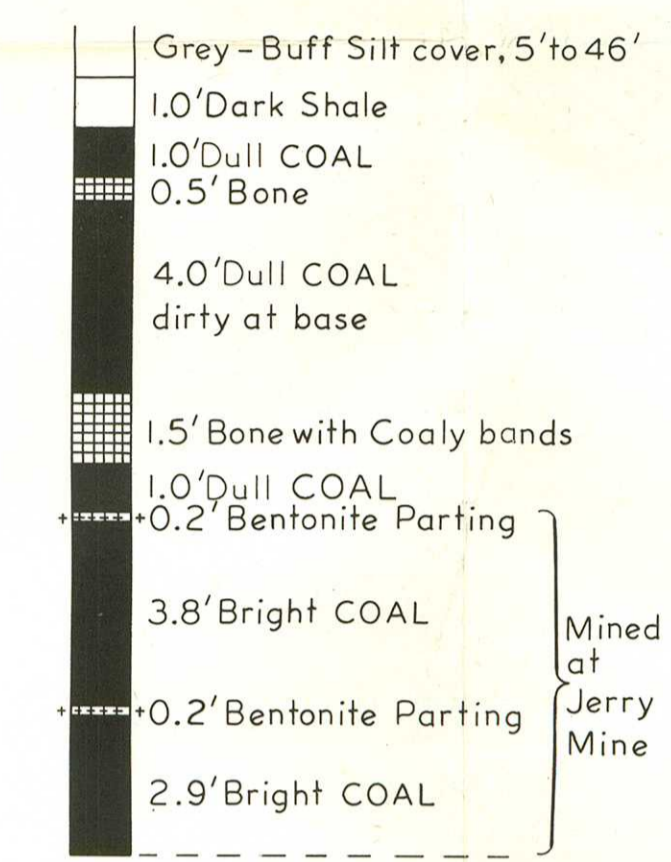 Grey – Buff Silt cover, 5' to 46'
1.0' Dark Shale
1.0' Dull COAL
0.5' Bone
4.0' Dull COAL
dirty at base
1.5' Bone with Coaly bands
1.0' Dull COAL
0.2' Bentonite Parting
3.8' Bright COAL
0.2' Bentonite Parting
2.9' Bright COAL
Mined
at
Jerry
Mine